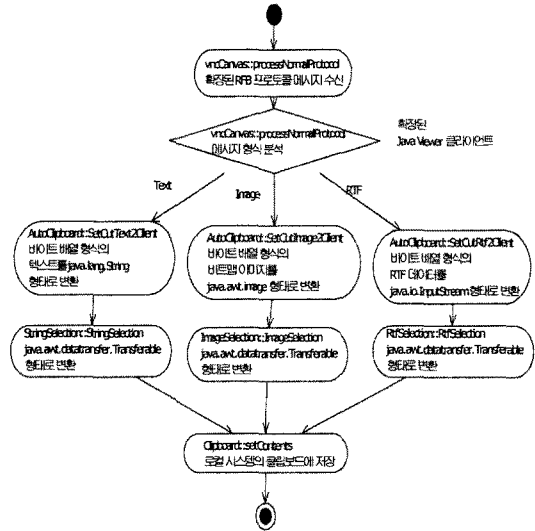 vncCanvas::processNormalProtocol
확장된 RFB 프로토콜 메시지 수신
vncCanvas::processNormalProtocol
메시지 형식 분석
확장된
Java Viewer 클라이언트
Text
Image
RTF
AutoClipboard::SetCutText2Client
바이트 배열 형식의
텍스트를 java.lang.String
형태로 변환
AutoClipboard::SetCutImage2Client
바이트 배열 형식의
비트맵 이미지를
java.awt.image 형태로 변환
AutoClipboard::SetCutRtf2Client
바이트 배열 형식의
RTF 데이터를
java.io.InputStream 형태로 변환
StringSelection::StringSelection
java.awt.datatransfer.Transferable
형태로 변환
ImageSelection::ImageSelection
java.awt.datatransfer.Transferable
형태로 변환
RtfSelection::RtfSelection
java.awt.datatransfer.Transferable
형태로 변환
Clipboard::setContents
로컬 시스템의 클립보드에 저장